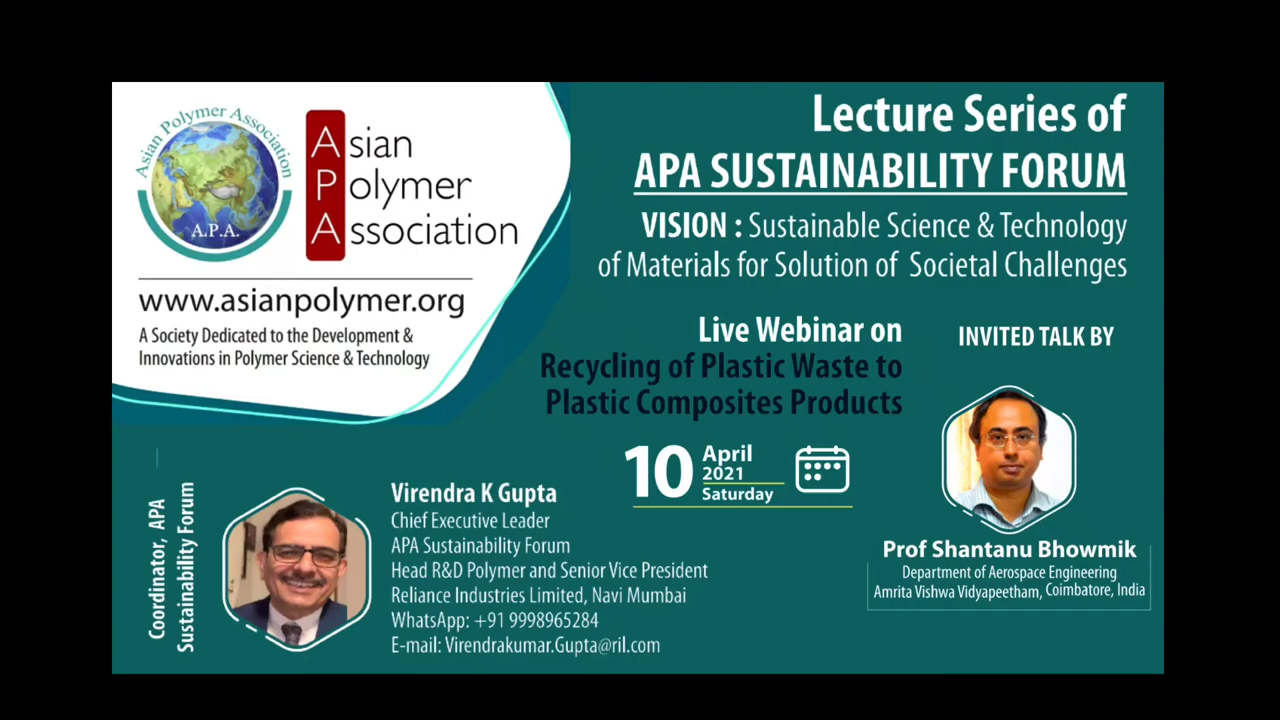 Asian Polymer Association
A.P.A.
Asian
Polymer
Association
www.asianpolymer.org
A Society Dedicated to the Development &
Innovations in Polymer Science & Technology
Lecture Series of
APA SUSTAINABILITY FORUM
VISION : Sustainable Science & Technology
of Materials for Solution of Societal Challenges
Live Webinar on
Recycling of Plastic Waste to
Plastic Composites Products
10 April
2021
Saturday
INVITED TALK BY
Prof Shantanu Bhowmik
Department of Aerospace Engineering
Amrita Vishwa Vidyapeetham, Coimbatore, India
Coordinator, APA
Sustainability Forum
Virendra K Gupta
Chief Executive Leader
APA Sustainability Forum
Head R&D Polymer and Senior Vice President
Reliance Industries Limited, Navi Mumbai
WhatsApp: +91 9998965284
E-mail: Virendrakumar.Gupta@ril.com